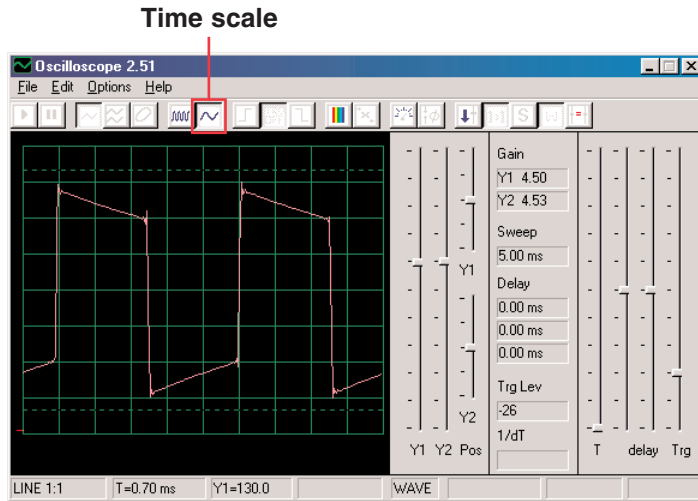 Time scale
Oscilloscope 2.51
File Edit Options Help
Gain
Y1 4.50
Y2 4.53
Sweep
5.00 ms
Delay
0.00 ms
0.00 ms
0.00 ms
Trg Lev
-26
1/dT
Y1
Y2
Y1 Y2 Pos
T delay Trg
LINE 1:1 T=0.70 ms Y1=130.0 WAVE